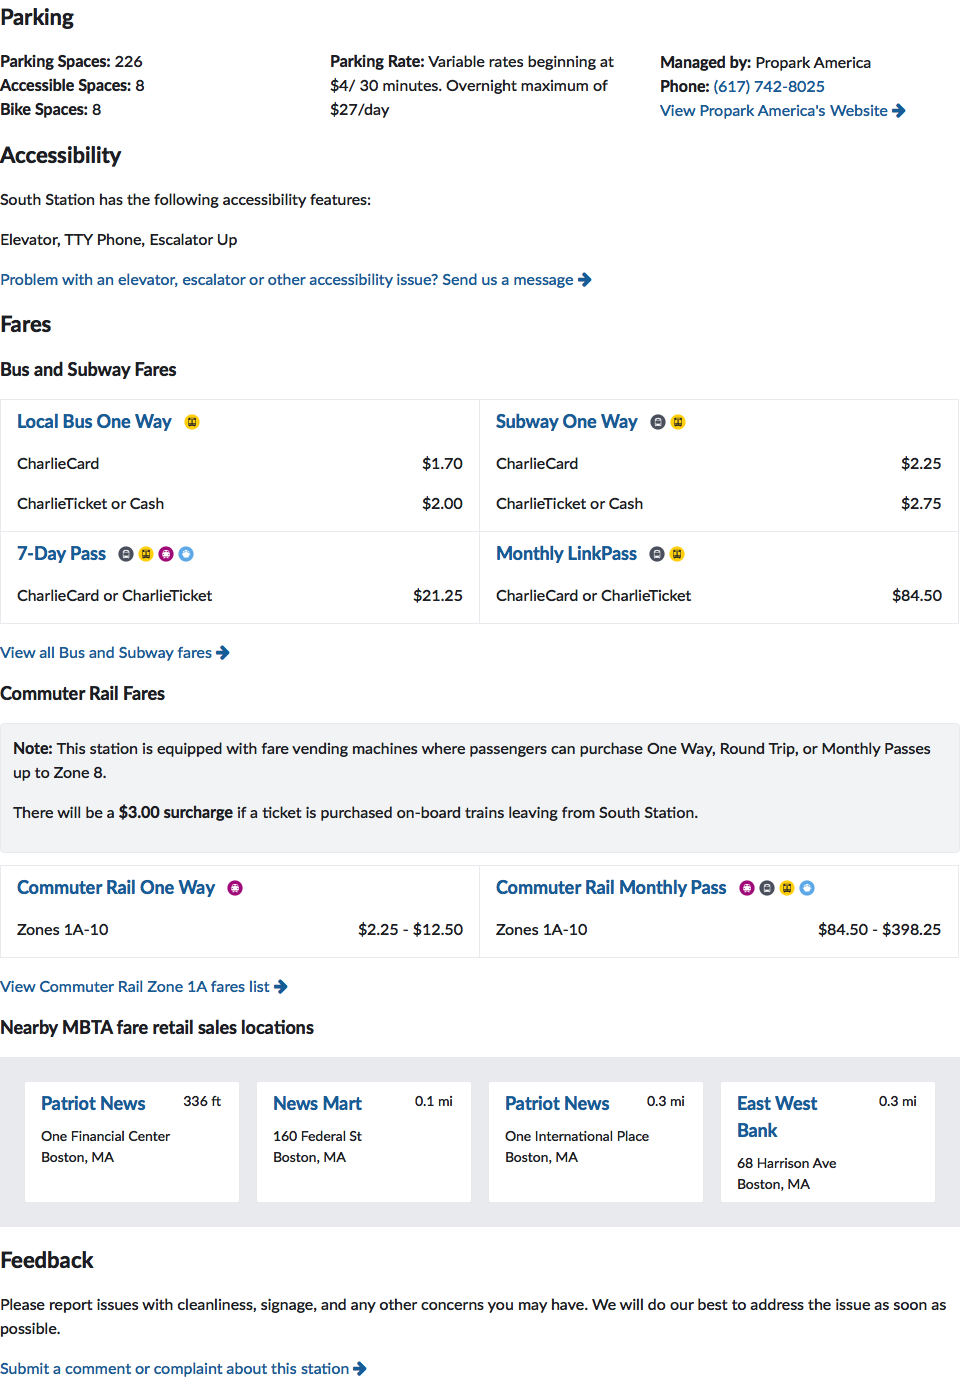 Parking
Parking Spaces: 226
Accessible Spaces: 8
Bike Spaces: 8
Parking Rate: Variable rates beginning at
$4/ 30 minutes. Overnight maximum of
$27/day
Managed by: Propark America
Phone: (617) 742-8025
View Propark America's Website
Accessibility
South Station has the following accessibility features:
Elevator, TTY Phone, Escalator Up
Problem with an elevator, escalator or other accessibility issue? Send us a message
Fares
Bus and Subway Fares
Local Bus One Way
CharlieCard $1.70
CharlieTicket or Cash $2.00
Subway One Way
CharlieCard $2.25
CharlieTicket or Cash $2.75
7-Day Pass
CharlieCard or CharlieTicket $21.25
Monthly LinkPass
CharlieCard or CharlieTicket $84.50
View all Bus and Subway fares
Commuter Rail Fares
Note: This station is equipped with fare vending machines where passengers can purchase One Way, Round Trip, or Monthly Passes
up to Zone 8.
There will be a $3.00 surcharge if a ticket is purchased on-board trains leaving from South Station.
Commuter Rail One Way
Zones 1A-10 $2.25 - $12.50
Commuter Rail Monthly Pass
Zones 1A-10 $84.50 - $398.25
View Commuter Rail Zone 1A fares list
Nearby MBTA fare retail sales locations
Patriot News 336 ft
One Financial Center
Boston, MA
News Mart 0.1 mi
160 Federal St
Boston, MA
Patriot News 0.3 mi
One International Place
Boston, MA
East West 0.3 mi
Bank
68 Harrison Ave
Boston, MA
Feedback
Please report issues with cleanliness, signage, and any other concerns you may have. We will do our best to address the issue as soon as
possible.
Submit a comment or complaint about this station